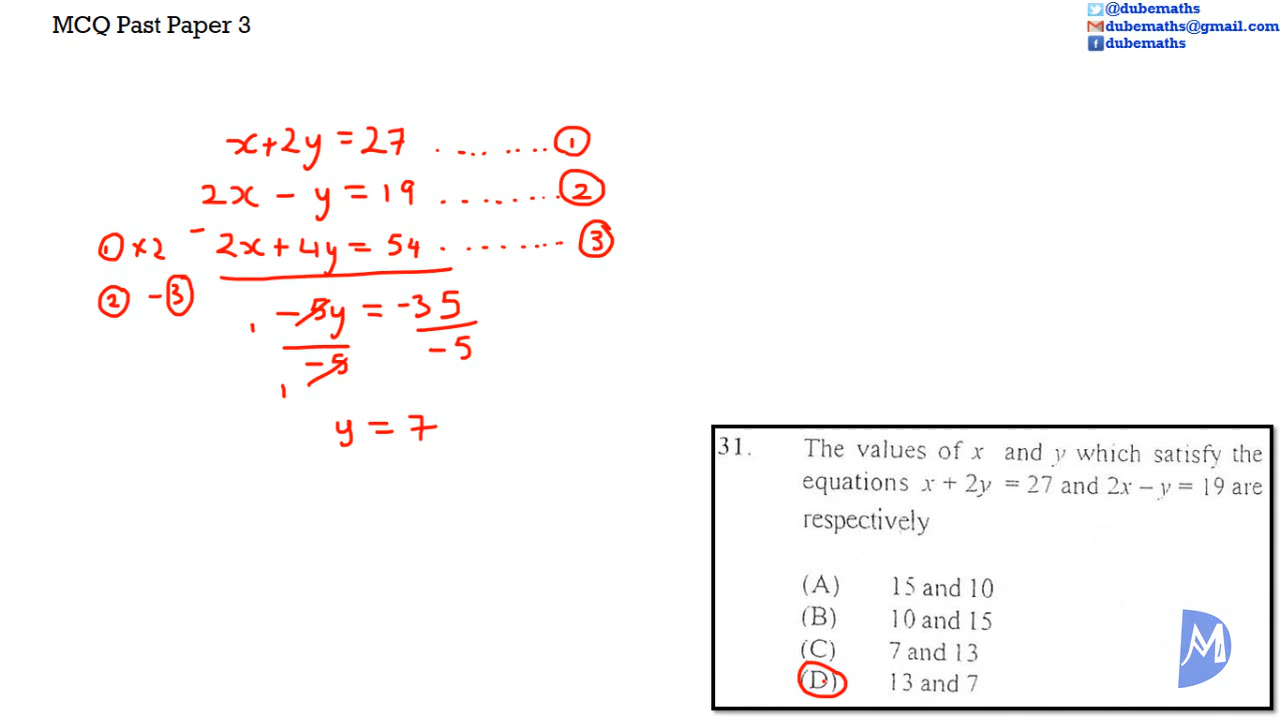 MCQ Past Paper 3
@dubemaths
dubemaths@gmail.com
dubemaths
x+2y = 27 .......... ①
2x - y = 19 .......... ②
① x 2 - 2x + 4y = 54 .......... ③
② - ③
1 -5y = -35
-5 -5
1
y = 7
31. The values of x and y which satisfy the
equations x + 2y = 27 and 2x – y = 19 are
respectively
(A) 15 and 10
(B) 10 and 15
(C) 7 and 13
(D) 13 and 7
M